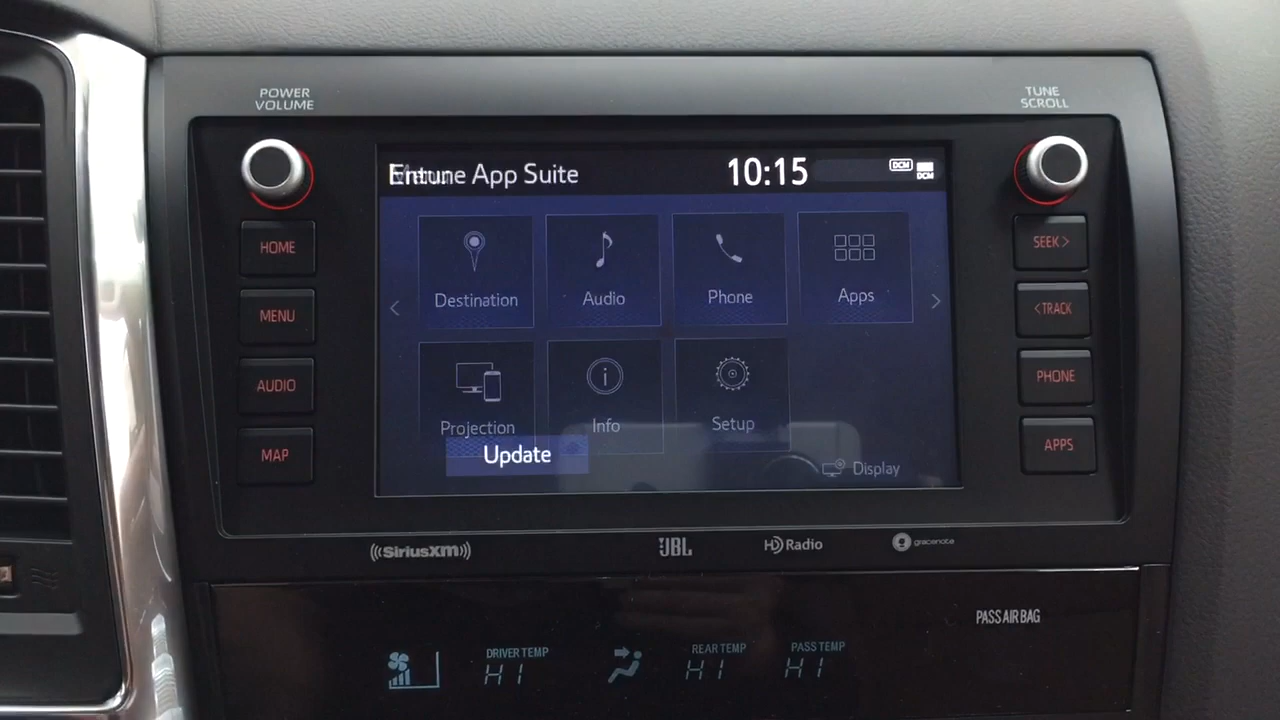 POWER
VOLUME
TUNE
SCROLL
Entune App Suite
10:15
DCM
DCM
HOME
MENU
AUDIO
MAP
Destination
Audio
Phone
Apps
Projection
Info
Setup
Update
Display
SEEK >
< TRACK
PHONE
APPS
((SiriusXM))
JBL
HD Radio
gracenote
PASS AIR BAG
DRIVER TEMP
HI
REAR TEMP
HI
PASS TEMP
HI